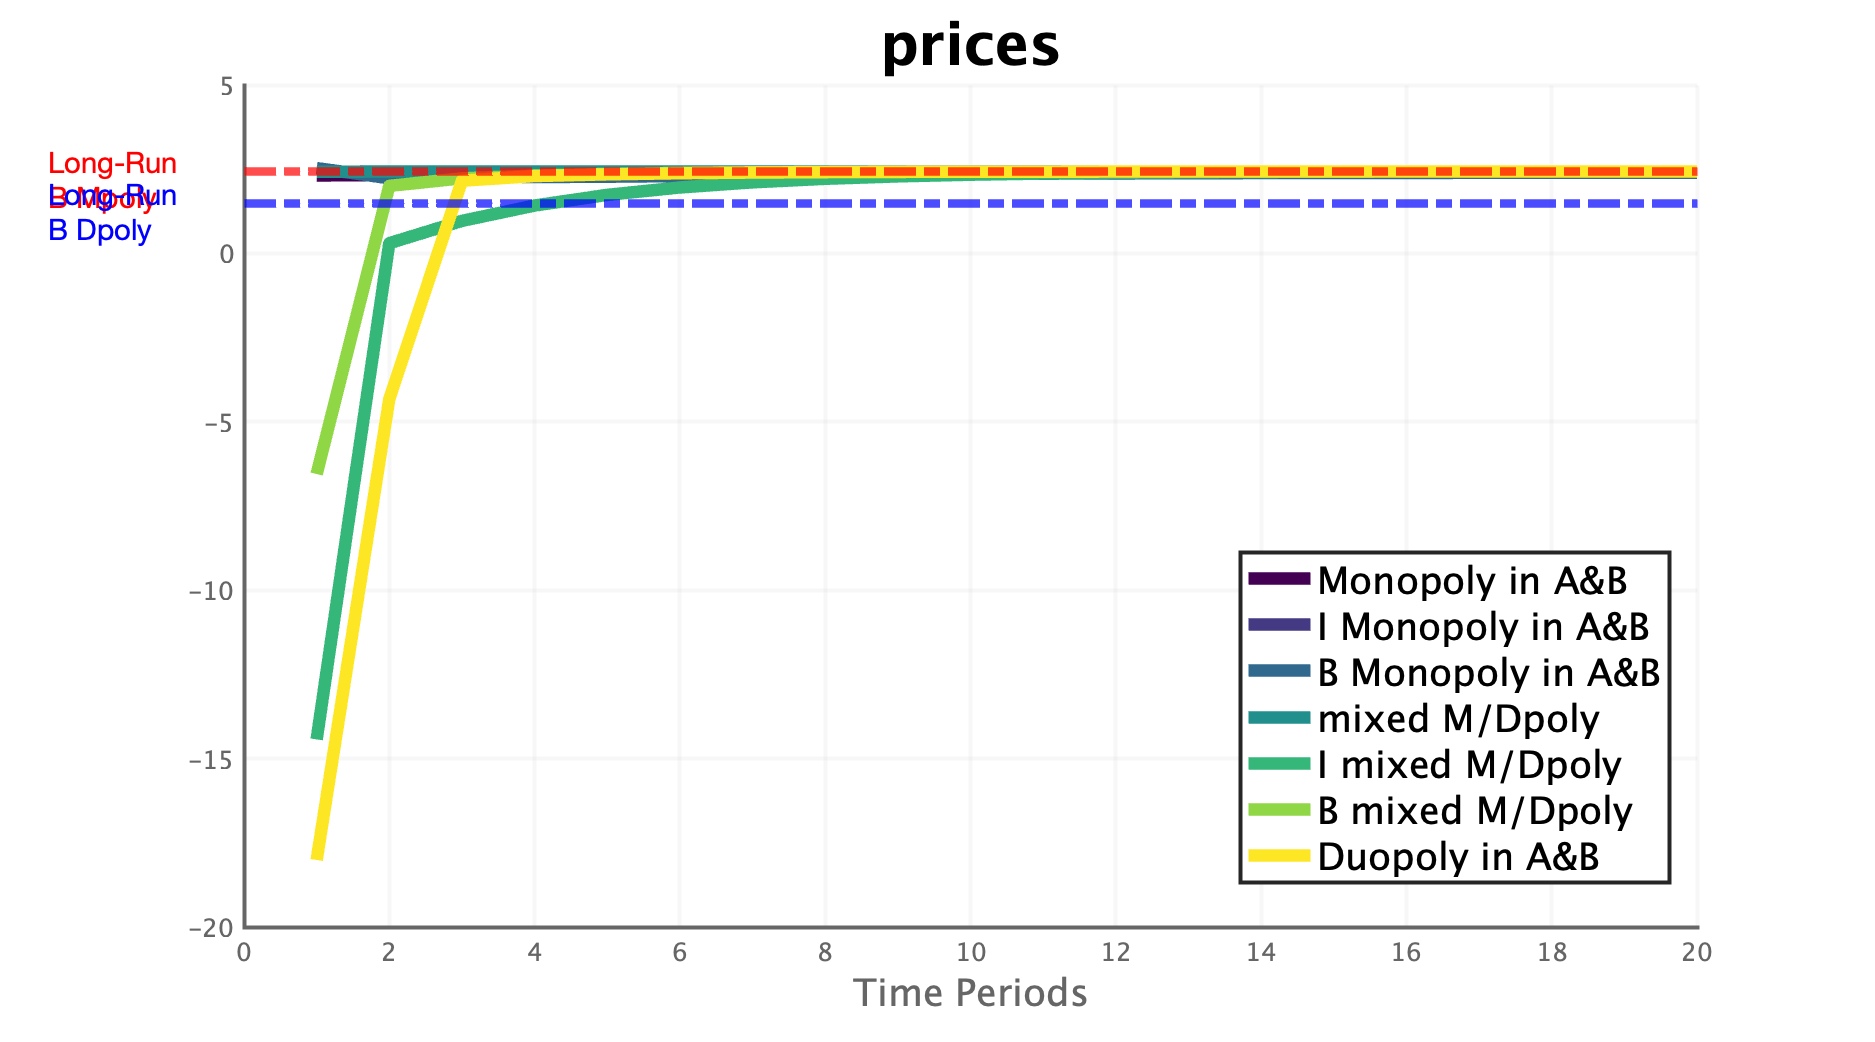 prices
5
0
−5
−10
−15
−20
Long-Run
B Mpoly
Long-Run
B Dpoly
Monopoly in A&B
I Monopoly in A&B
B Monopoly in A&B
mixed M/Dpoly
I mixed M/Dpoly
B mixed M/Dpoly
Duopoly in A&B
0 2 4 6 8 10 12 14 16 18 20
Time Periods